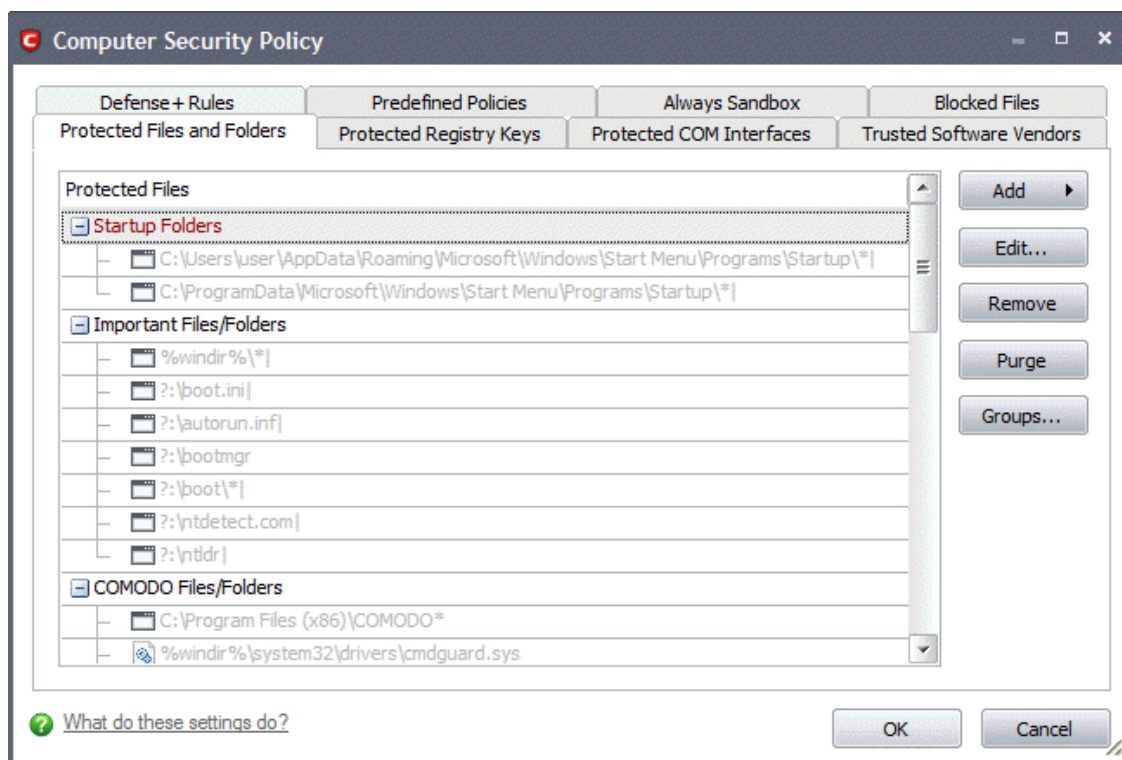 Computer Security Policy
Defense+ Rules Predefined Policies Always Sandbox Blocked Files
Protected Files and Folders Protected Registry Keys Protected COM Interfaces Trusted Software Vendors
Protected Files
Add
Startup Folders
C:\Users\user\AppData\Roaming\Microsoft\Windows\Start Menu\Programs\Startup\*|
Edit...
C:\ProgramData\Microsoft\Windows\Start Menu\Programs\Startup\*|
Remove
Important Files/Folders
%windir%\*|
Purge
?:\boot.ini|
?:\autorun.inf|
Groups...
?:\bootmgr
?:\boot\*|
?:\ntdetect.com|
?:\ntldr|
COMODO Files/Folders
C:\Program Files (x86)\COMODO*
%windir%\system32\drivers\cmdguard.sys
What do these settings do?
OK Cancel